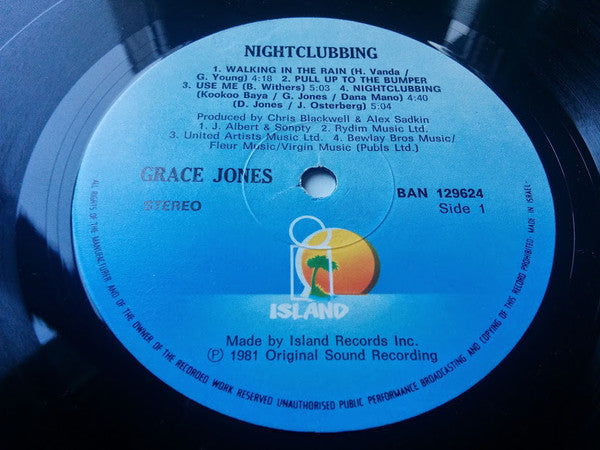 NIGHTCLUBBING
1. WALKING IN THE RAIN (H. Vanda /
G. Young) 4:18 2. PULL UP TO THE BUMPER
3. USE ME (B. Withers) 5:03 4. NIGHTCLUBBING
(Kookoo Baya / G. Jones / Dana Mano) 4:40
(D. Jones / J. Osterberg) 5:04
Produced by Chris Blackwell & Alex Sadkin
1. J. Albert & Sonpty 2. Rydim Music Ltd.
3. United Artists Music Ltd. 4. Bewlay Bros Music/
Fleur Music/Virgin Music (Publs Ltd.)
GRACE JONES
BAN 129624
STEREO
Side 1
ISLAND
Made by Island Records Inc.
℗ 1981 Original Sound Recording
ALL RIGHTS OF THE MANUFACTURER AND OF THE OWNER OF THE RECORDED WORK RESERVED UNAUTHORISED PUBLIC PERFORMANCE BROADCASTING AND COPYING OF THIS RECORD PROHIBITED· MADE IN ISRAEL·